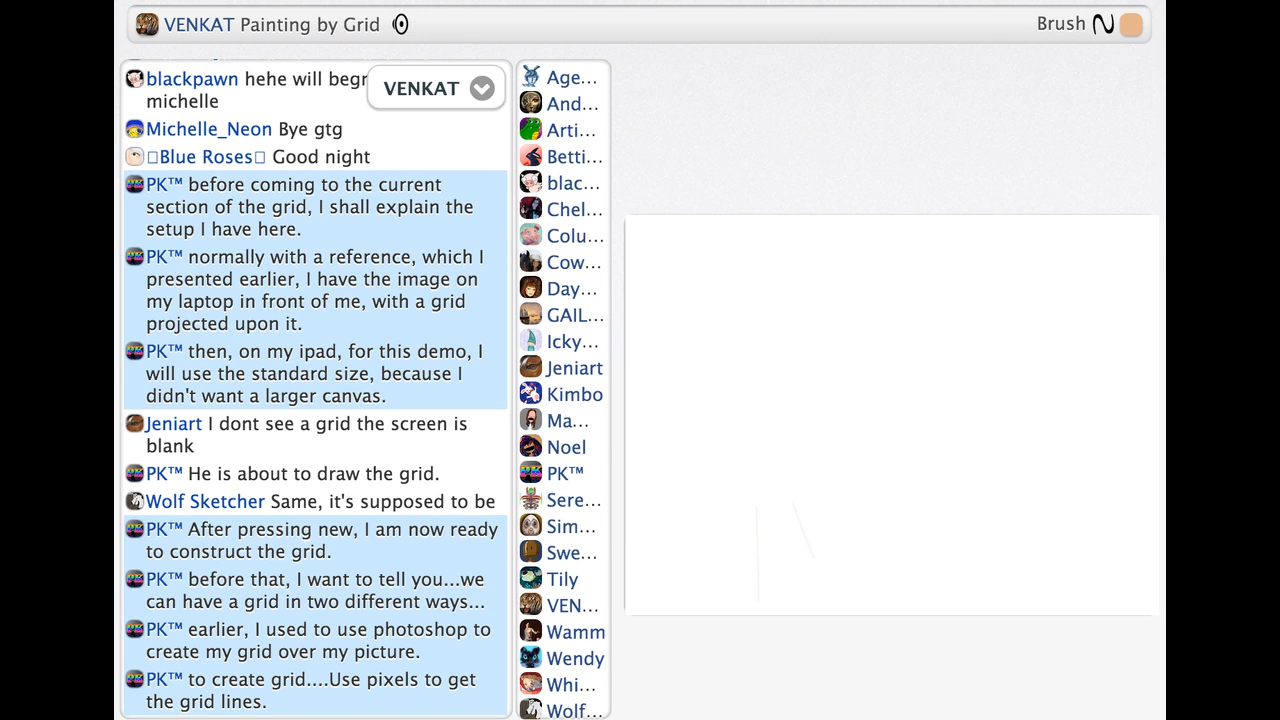 VENKAT Painting by Grid
Brush
blackpawn hehe will begr
michelle
VENKAT
Michelle_Neon Bye gtg
Blue Roses Good night
PK™ before coming to the current
section of the grid, I shall explain the
setup I have here.
PK™ normally with a reference, which I
presented earlier, I have the image on
my laptop in front of me, with a grid
projected upon it.
PK™ then, on my ipad, for this demo, I
will use the standard size, because I
didn't want a larger canvas.
Jeniart I dont see a grid the screen is
blank
PK™ He is about to draw the grid.
Wolf Sketcher Same, it's supposed to be
PK™ After pressing new, I am now ready
to construct the grid.
PK™ before that, I want to tell you...we
can have a grid in two different ways...
PK™ earlier, I used to use photoshop to
create my grid over my picture.
PK™ to create grid....Use pixels to get
the grid lines.
Age...
And...
Arti...
Betti...
blac...
Chel...
Colu...
Cow...
Day...
GAIL...
Icky...
Jeniart
Kimbo
Ma...
Noel
PK™
Sere...
Sim...
Swe...
Tily
VEN...
Wamm
Wendy
Whi...
Wolf...